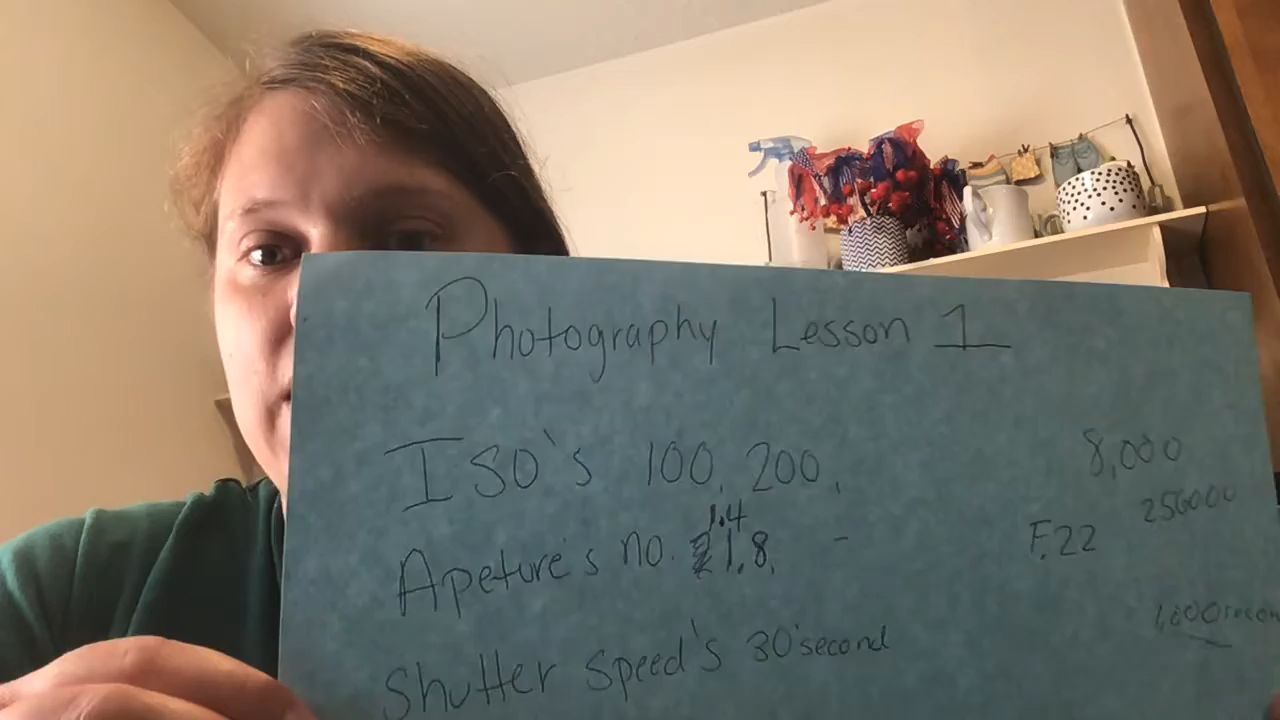 Photography Lesson 1
ISO's 100, 200, 8,000
256000
1.4
Apeture's no. 1.8, - F.22
Shutter Speed's 30 second